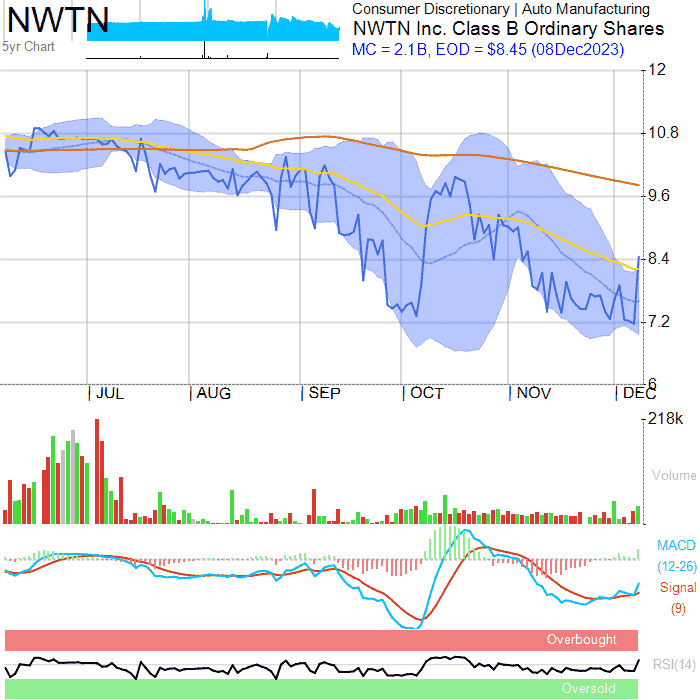 NWTN
5yr Chart
Consumer Discretionary | Auto Manufacturing
NWTN Inc. Class B Ordinary Shares
MC = 2.1B, EOD = $8.45 (08Dec2023)
12
10.8
9.6
8.4
7.2
6
JUL AUG SEP OCT NOV DEC
218k
Volume
MACD
(12-26)
Signal
(9)
Overbought
RSI(14)
Oversold